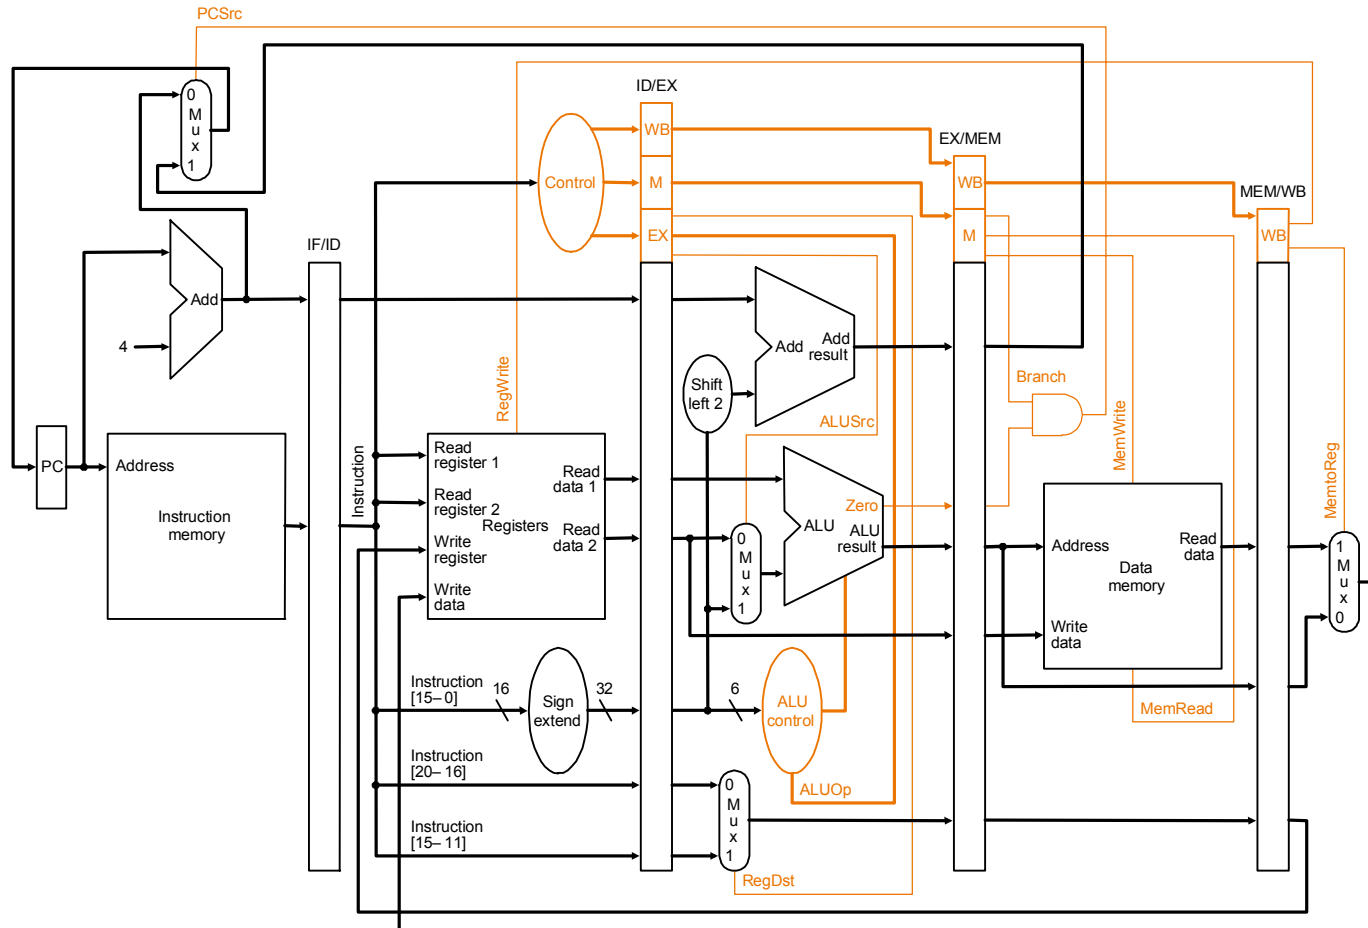 PCSrc
ID/EX
0
M
u
x
1
WB
EX/MEM
Control
M
WB
MEM/WB
IF/ID
EX
M
WB
Add
4
Add
Add
result
RegWrite
Shift
left 2
Branch
ALUSrc
MemWrite
PC
Address
Instruction
memory
Instruction
Read
register 1
Read
data 1
Read
register 2
Registers
Write
register
Read
data 2
Write
data
0
M
u
x
1
Zero
ALU
ALU
result
Address
Read
data
Data
memory
Write
data
MemtoReg
1
M
u
x
0
Instruction
[15–0]
16
Sign
extend
32
6
ALU
control
MemRead
Instruction
[20–16]
0
M
u
x
1
ALUOp
Instruction
[15–11]
RegDst